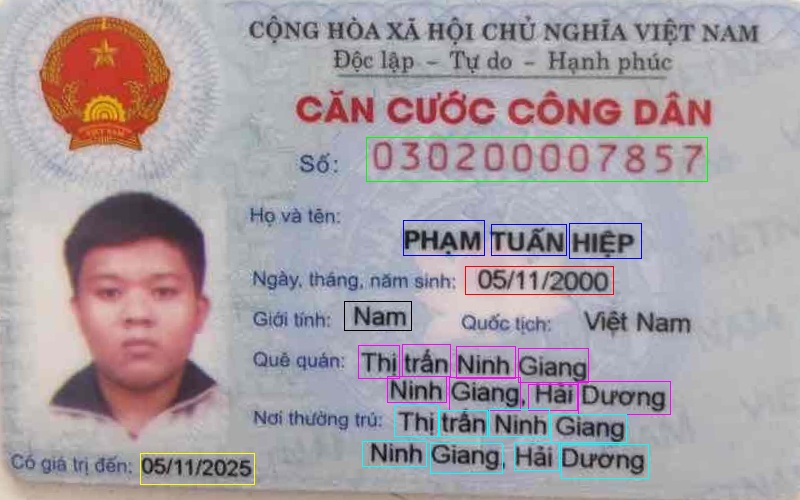 CỘNG HÒA XÃ HỘI CHỦ NGHĨA VIỆT NAM
Độc lập – Tự do – Hạnh phúc
CĂN CƯỚC CÔNG DÂN
Số: 030200007857
Họ và tên:
PHẠM TUẤN HIỆP
Ngày, tháng, năm sinh: 05/11/2000
Giới tính: Nam Quốc tịch: Việt Nam
Quê quán: Thị trấn Ninh Giang
Ninh Giang, Hải Dương
Nơi thường trú: Thị trấn Ninh Giang
Ninh Giang, Hải Dương
Có giá trị đến: 05/11/2025
VIỆT NAM